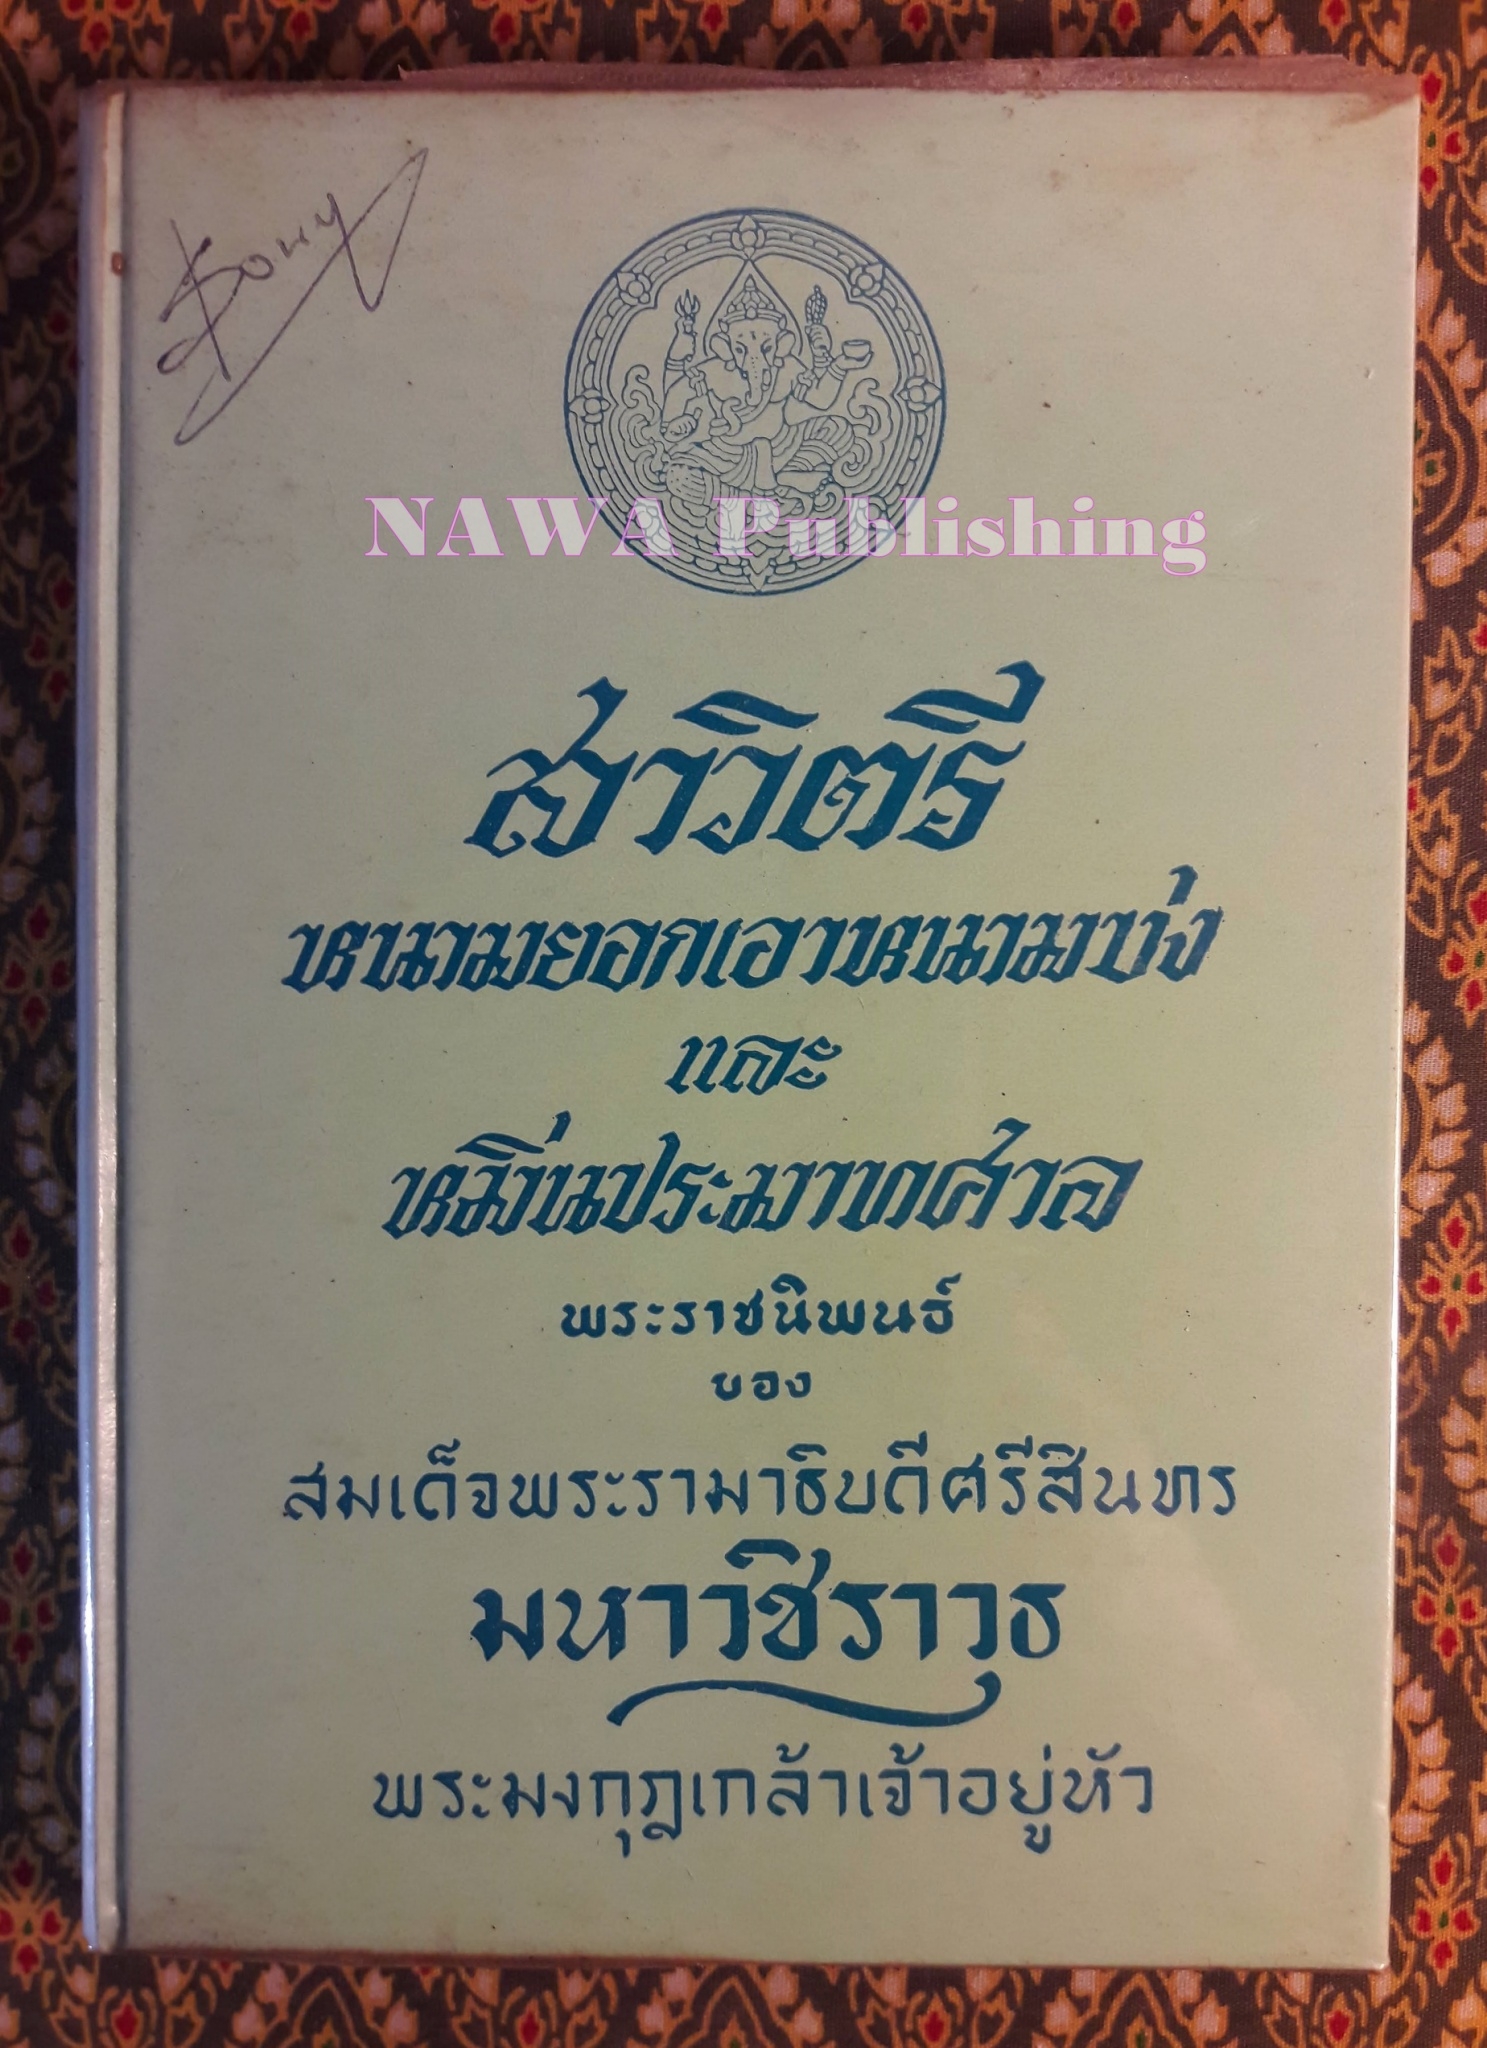 NAWA Publishing
สาวิตรี
หนามยอกเอาหนามบ่ง
และ
หมิ่นประมาทศาล
พระราชนิพนธ์
ของ
สมเด็จพระรามาธิบดีศรีสินทร
มหาวชิราวุธ
พระมงกุฎเกล้าเจ้าอยู่หัว